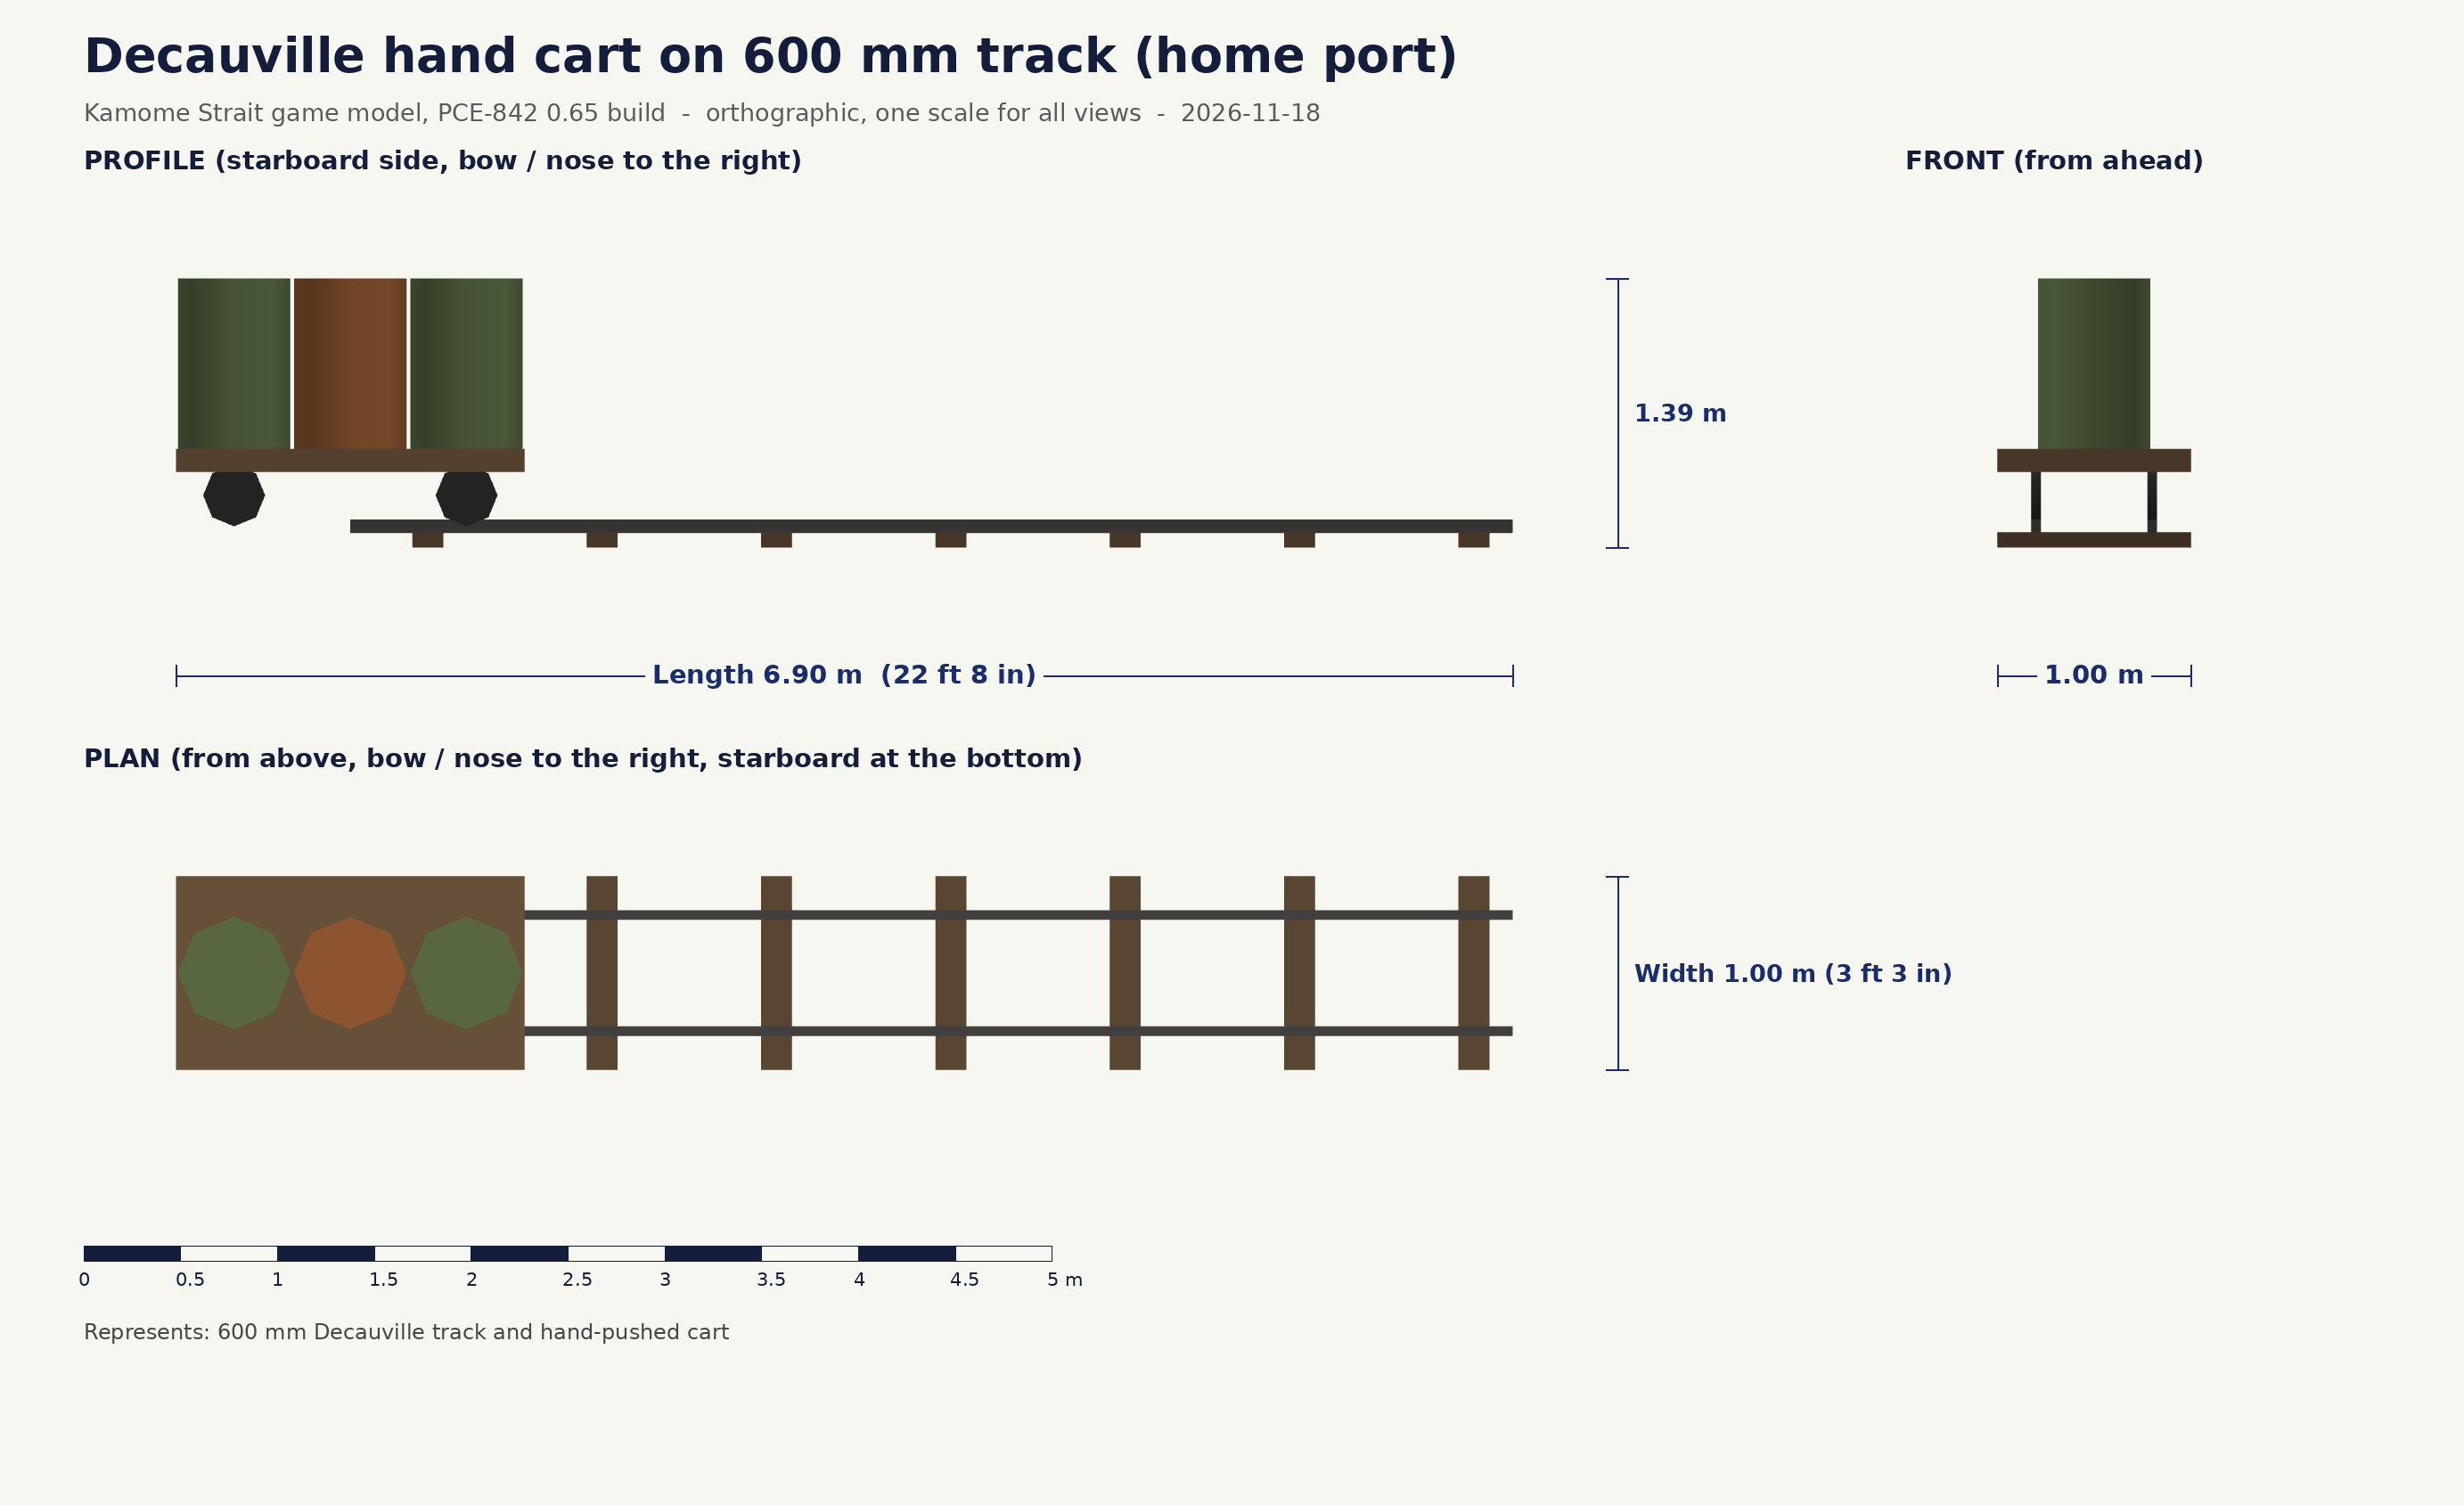 Decauville hand cart on 600 mm track (home port)
Kamome Strait game model, PCE-842 0.65 build - orthographic, one scale for all views - 2026-11-18
PROFILE (starboard side, bow / nose to the right)
FRONT (from ahead)
1.39 m
Length 6.90 m (22 ft 8 in)
1.00 m
PLAN (from above, bow / nose to the right, starboard at the bottom)
Width 1.00 m (3 ft 3 in)
0 0.5 1 1.5 2 2.5 3 3.5 4 4.5 5 m
Represents: 600 mm Decauville track and hand-pushed cart